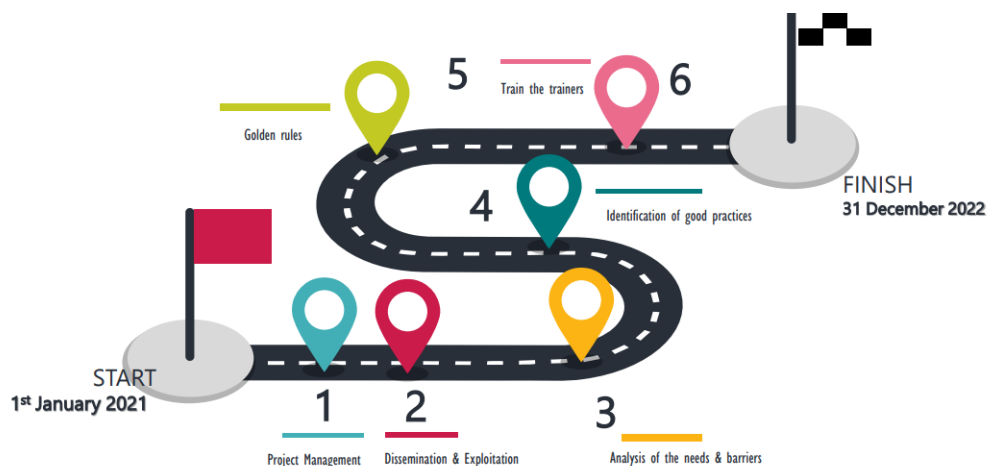 5
Train the trainers
6
Golden rules
FINISH
31 December 2022
4
Identification of good practices
START
1st January 2021
1
2
3
Project Management
Dissemination & Exploitation
Analysis of the needs & barriers